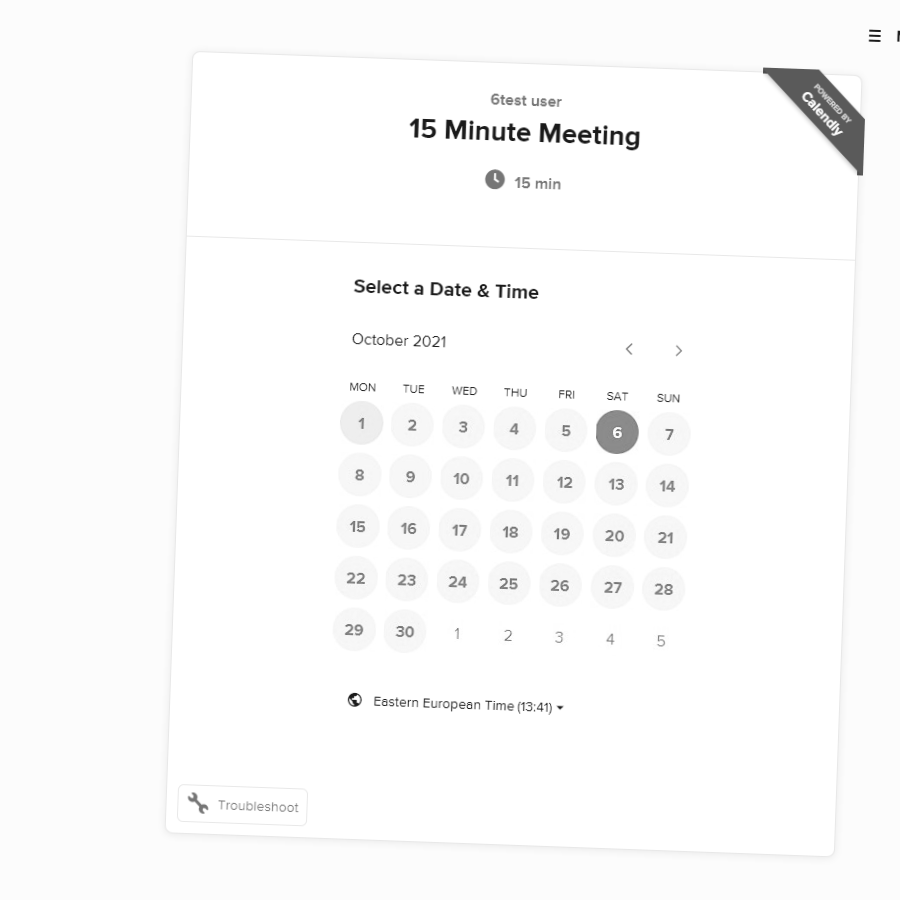 6test user
15 Minute Meeting
15 min
POWERED BY
Calendly
Select a Date & Time
October 2021
MON TUE WED THU FRI SAT SUN
1 2 3 4 5 6 7
8 9 10 11 12 13 14
15 16 17 18 19 20 21
22 23 24 25 26 27 28
29 30 1 2 3 4 5
Eastern European Time (13:41)
Troubleshoot